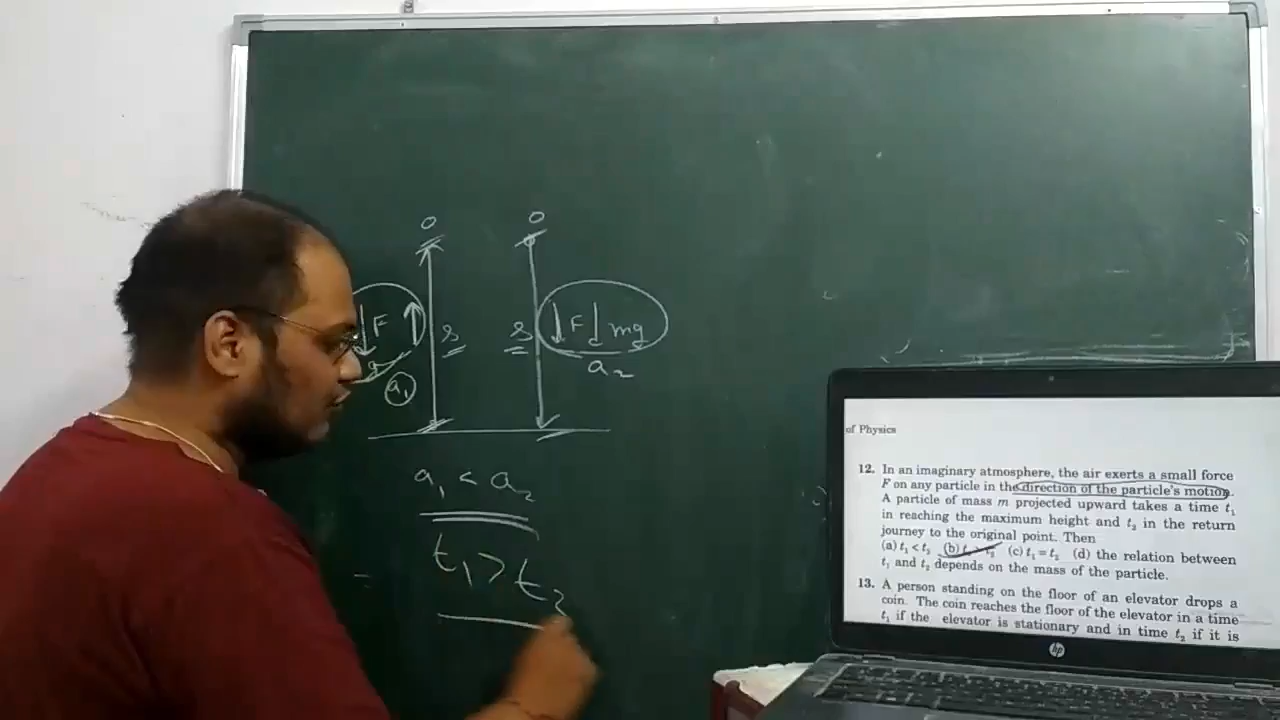 o o
F s s F mg
a₁ a₂
a₁ < a₂
t₁ > t₂
of Physics
12. In an imaginary atmosphere, the air exerts a small force
F on any particle in the direction of the particle's motion.
A particle of mass m projected upward takes a time t₁
in reaching the maximum height and t₂ in the return
journey to the original point. Then
(a) t₁ < t₂ (b) (c) t₁ = t₂ (d) the relation between
t₁ and t₂ depends on the mass of the particle.
13. A person standing on the floor of an elevator drops a
coin. The coin reaches the floor of the elevator in a time
t₁ if the elevator is stationary and in time t₂ if it is
hp